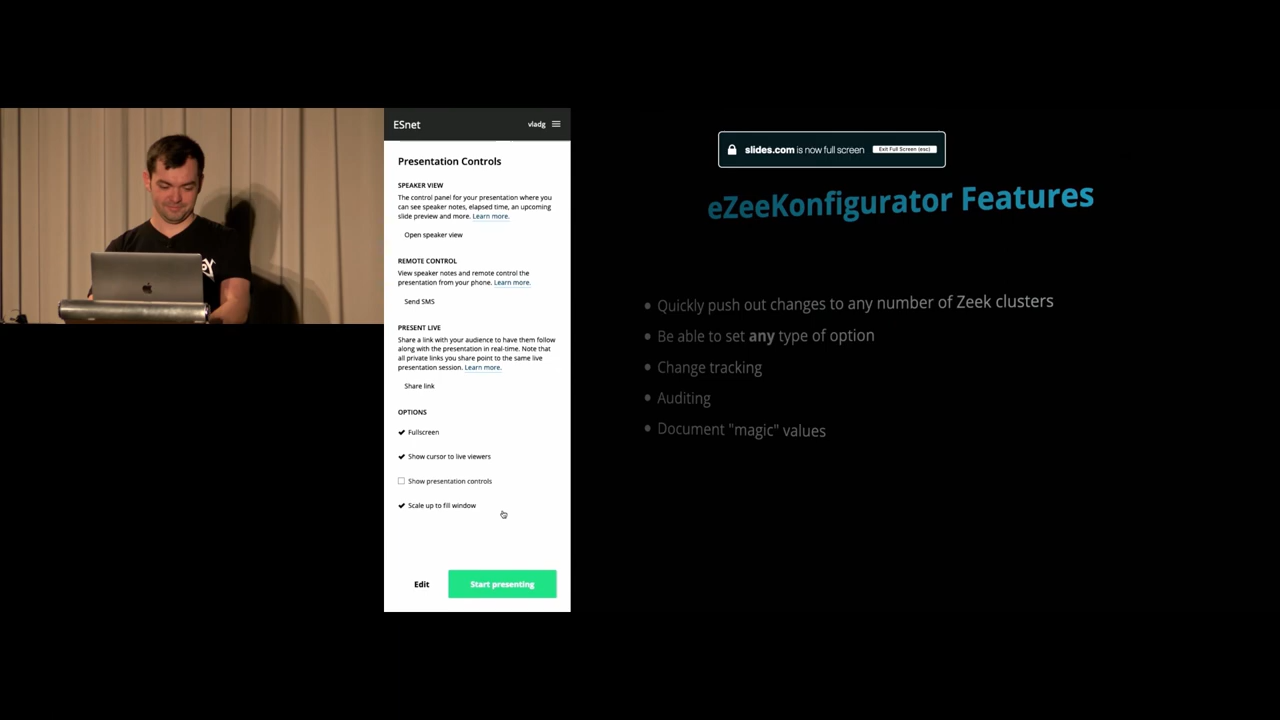 ESnet
vladg
Presentation Controls
SPEAKER VIEW
The control panel for your presentation where you
can see speaker notes, elapsed time, an upcoming
slide preview and more. Learn more.
Open speaker view
REMOTE CONTROL
View speaker notes and remote control the
presentation from your phone. Learn more.
Send SMS
PRESENT LIVE
Share a link with your audience to have them follow
along with the presentation in real-time. Note that
all private links you share point to the same live
presentation session. Learn more.
Share link
OPTIONS
Fullscreen
Show cursor to live viewers
Show presentation controls
Scale up to fill window
Edit
Start presenting
slides.com is now full screen
Exit Full Screen (esc)
eZeeKonfigurator Features
• Quickly push out changes to any number of Zeek clusters
• Be able to set any type of option
• Change tracking
• Auditing
• Document "magic" values